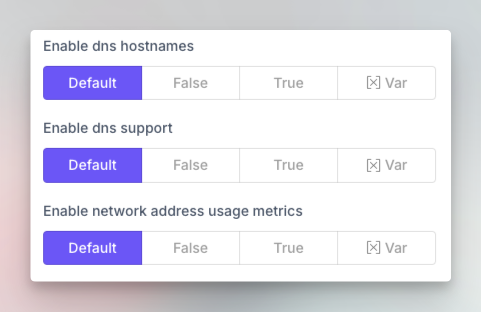 Enable dns hostnames
Default False True [×] Var
Enable dns support
Default False True [×] Var
Enable network address usage metrics
Default False True [×] Var